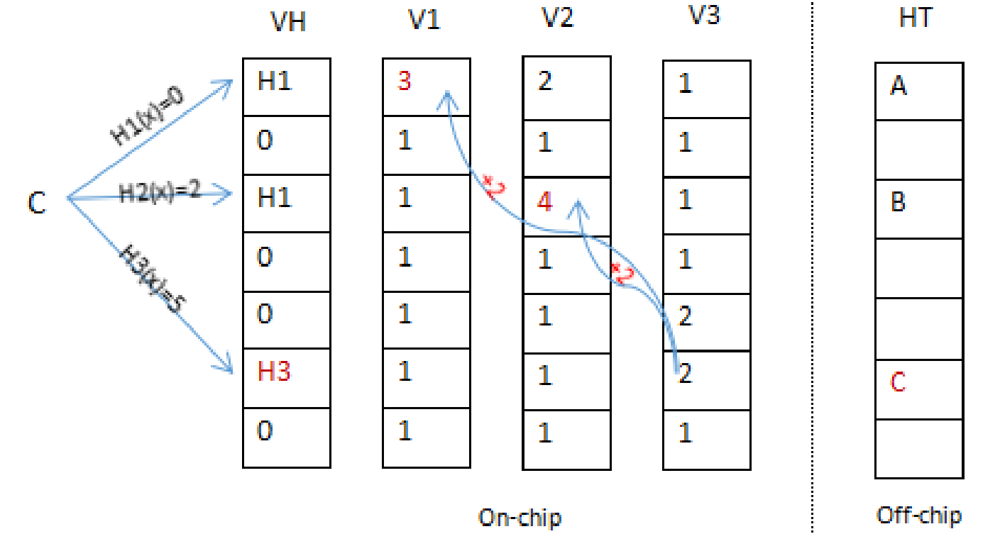 VH V1 V2 V3 HT
H1 3 2 1 A
H1(x)=0
0 1 1 1
C H2(x)=2 H1 1 *2 4 1 B
0 1 1 *2 1
H3(x)=5
0 1 1 2
H3 1 1 2 C
0 1 1 1
On-chip Off-chip